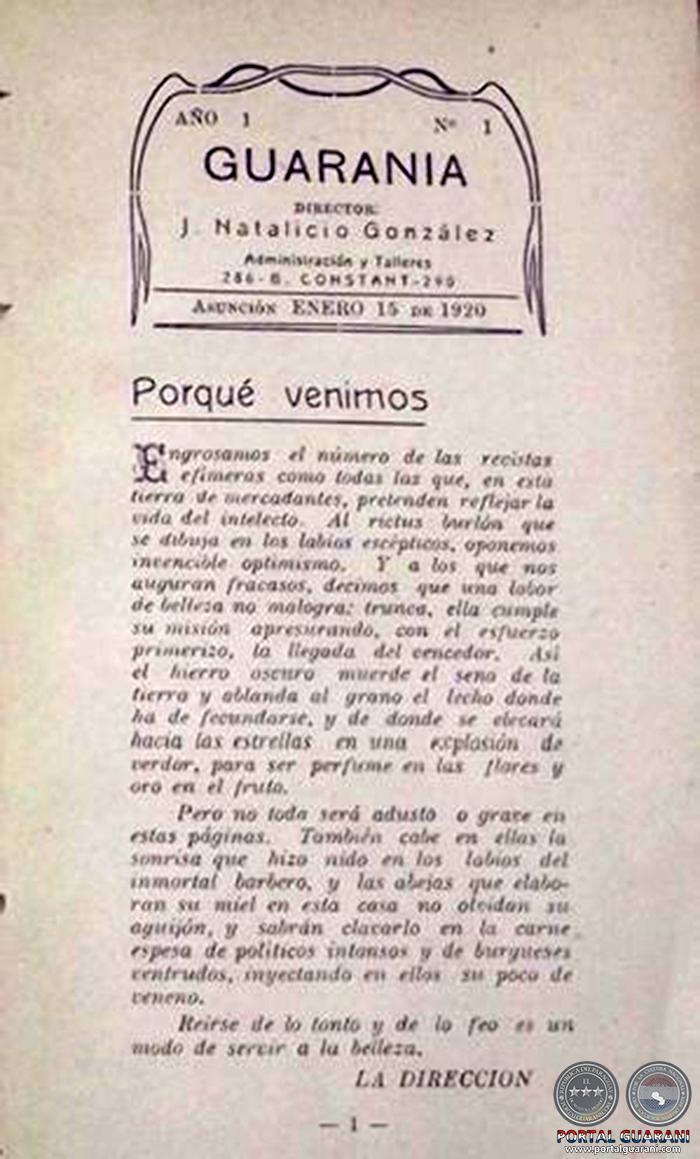 AÑO 1 Nº 1
GUARANIA
DIRECTOR:
J. Natalicio González
Administración y Talleres
286-B. CONSTANT-290
ASUNCIÓN ENERO 15 DE 1920
Porqué venimos
Engrosamos el número de las revistas
efímeras como todas las que, en esta
tierra de mercadantes, pretenden reflejar la
vida del intelecto. Al rictus burlón que
se dibuja en los labios escépticos, oponemos
invencible optimismo. Y a los que nos
auguran fracasos, decimos que una labor
de belleza no malogra: trunca, ella cumple
su misión apresurando, con el esfuerzo
primerizo, la llegada del vencedor. Así
el hierro oscuro muerde el seno de la
tierra y ablanda al grano el lecho donde
ha de fecundarse, y de donde se elevará
hacia las estrellas en una explosión de
verdor, para ser perfume en las flores y
oro en el fruto.
Pero no todo será adusto o grave en
estas páginas. También cabe en ellas la
sonrisa que hizo nido en los labios del
inmortal barbero, y las abejas que elabo-
ran su miel en esta casa no olvidan su
aguijón, y sabrán clavarlo en la carne
espesa de políticos intonsos y de burgueses
ventrudos, inyectando en ellos su poco de
veneno.
Reirse de lo tonto y de lo feo es un
modo de servir a la belleza.
LA DIRECCION
— 1 —
PORTAL GUARANI
www.portalguarani.com